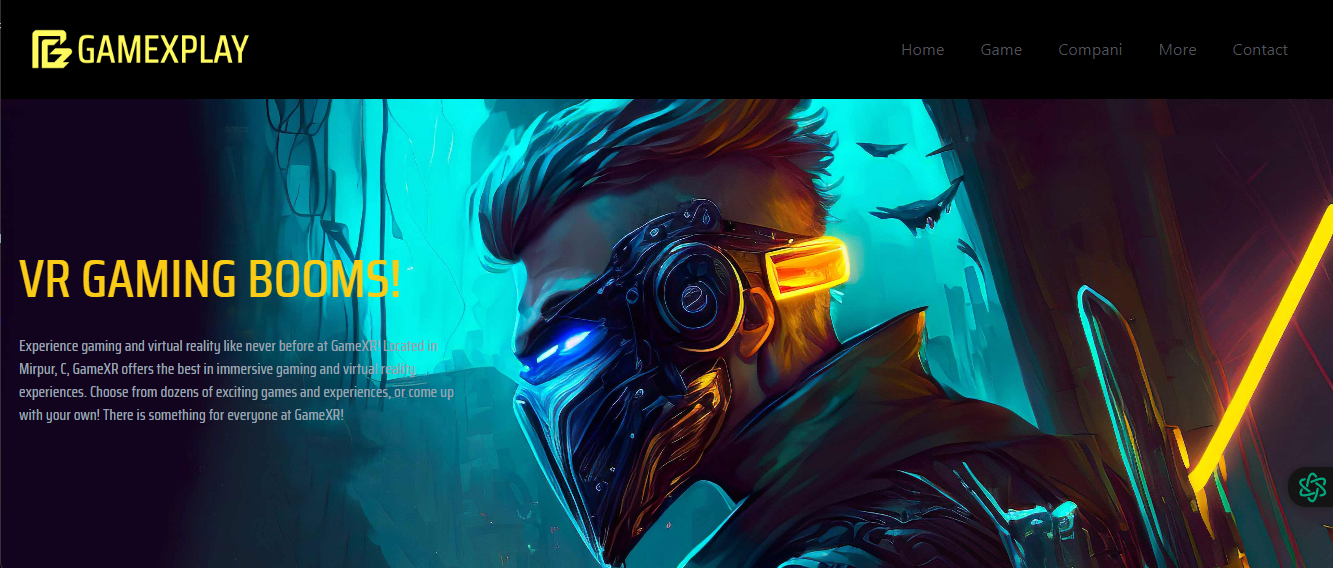 GAMEXPLAY
Home Game Compani More Contact
VR GAMING BOOMS!
Experience gaming and virtual reality like never before at GameXR! Located in
Mirpur, C, GameXR offers the best in immersive gaming and virtual reality
experiences. Choose from dozens of exciting games and experiences, or come up
with your own! There is something for everyone at GameXR!